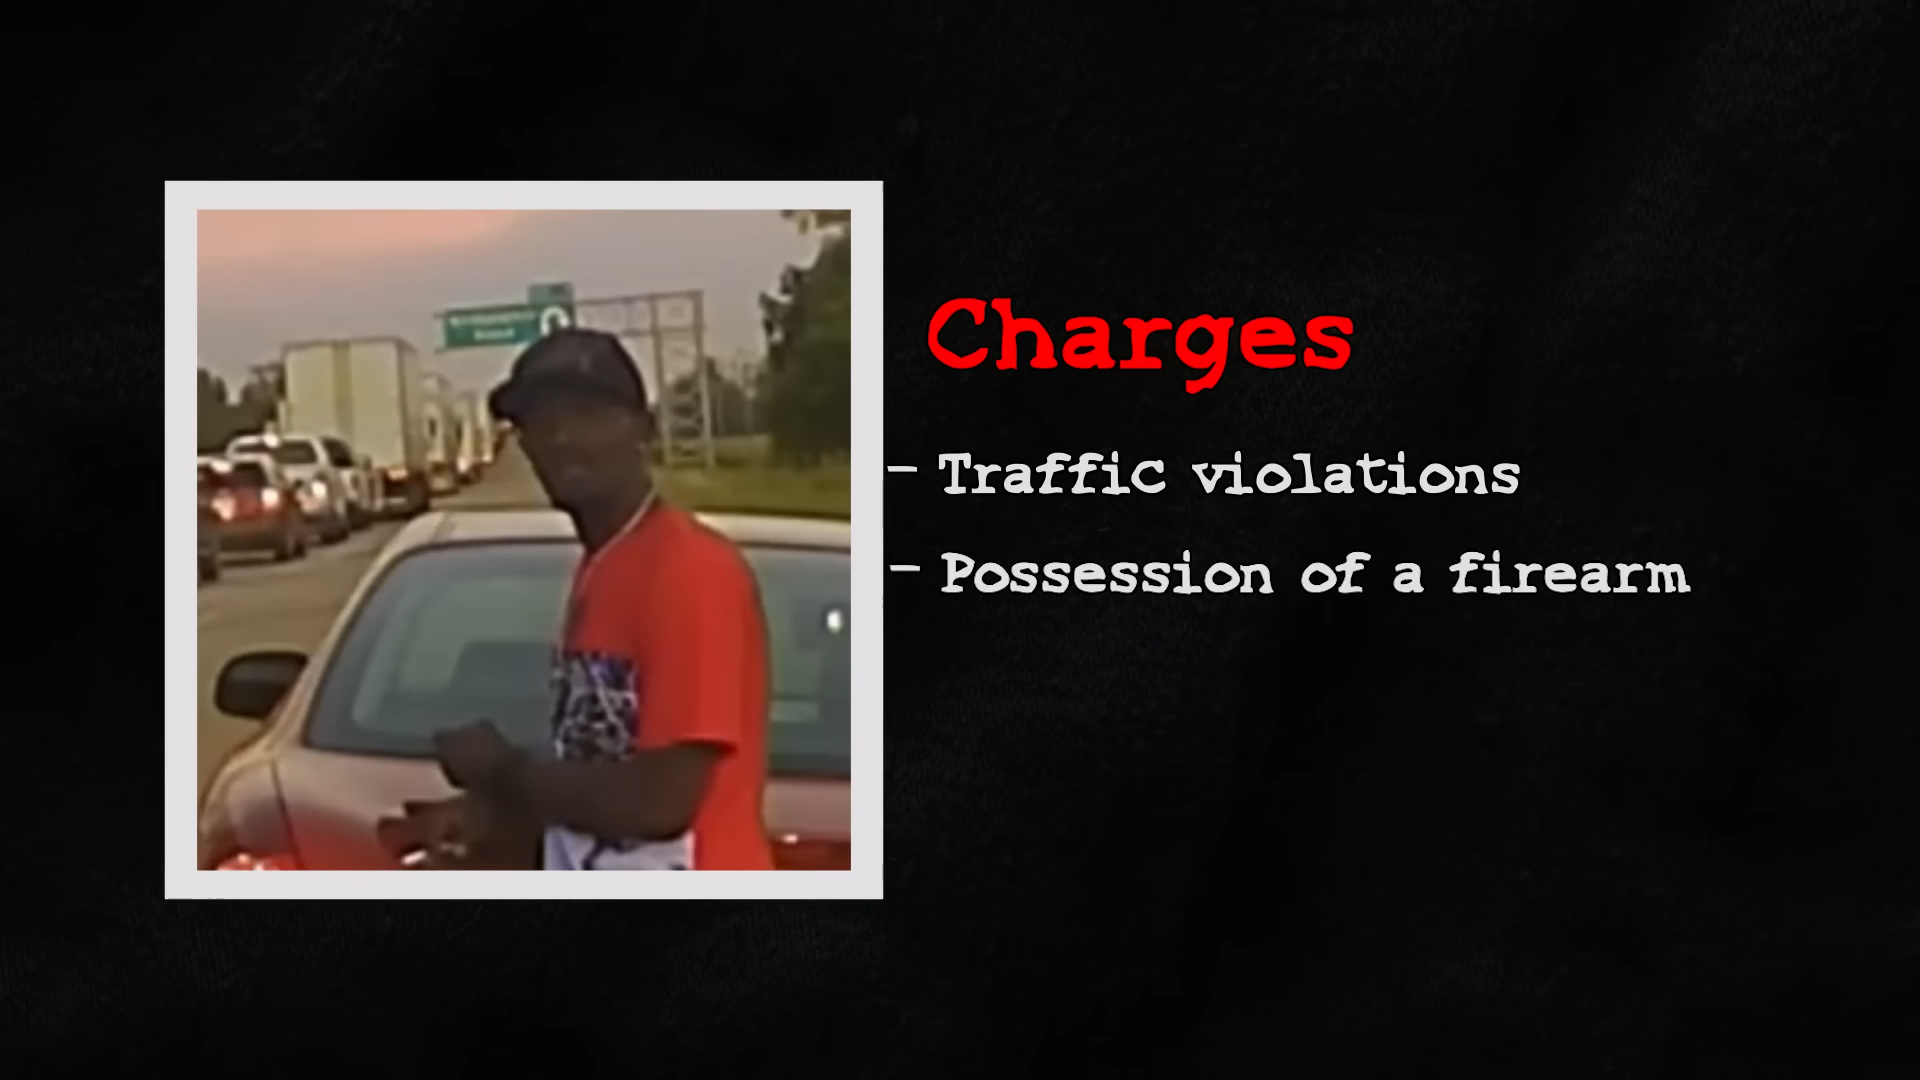 Charges
- Traffic violations
- Possession of a firearm